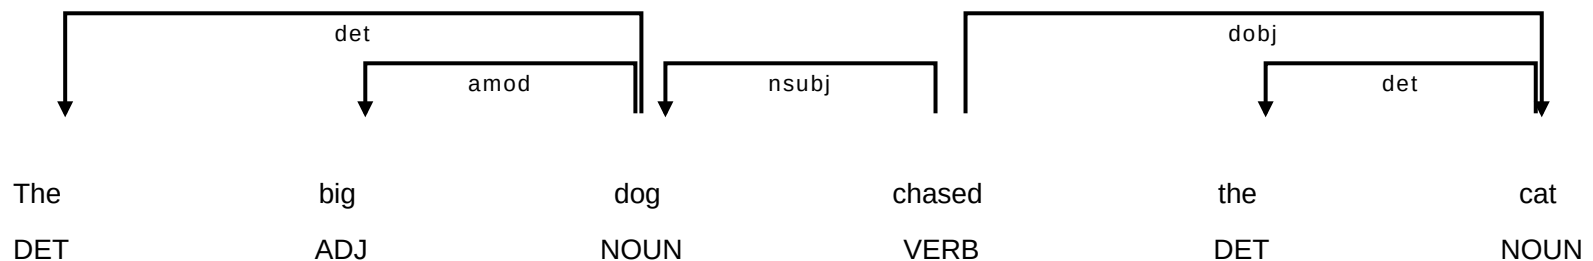 det dobj
amod nsubj det
The big dog chased the cat
DET ADJ NOUN VERB DET NOUN